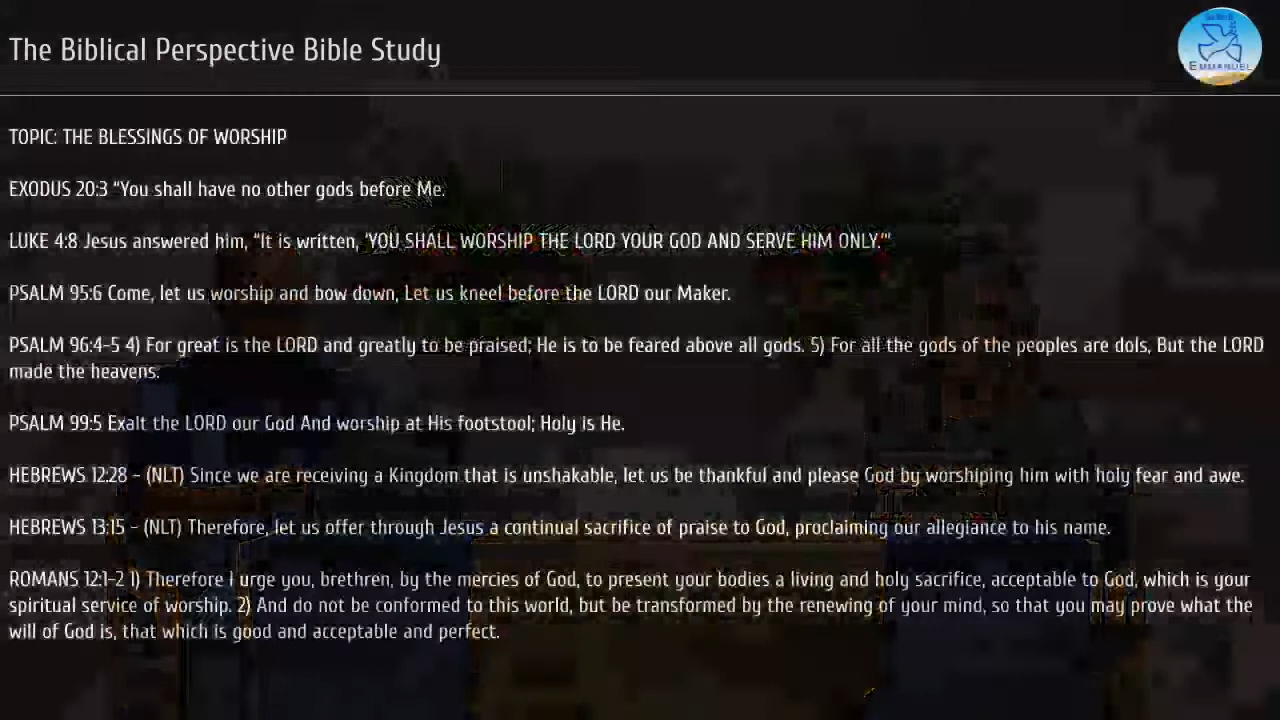 The Biblical Perspective Bible Study
EMMANUEL
TOPIC: THE BLESSINGS OF WORSHIP
EXODUS 20:3 “You shall have no other gods before Me.
LUKE 4:8 Jesus answered him, “It is written, ‘YOU SHALL WORSHIP THE LORD YOUR GOD AND SERVE HIM ONLY.’”
PSALM 95:6 Come, let us worship and bow down, Let us kneel before the LORD our Maker.
PSALM 96:4-5 4) For great is the LORD and greatly to be praised; He is to be feared above all gods. 5) For all the gods of the peoples are dols, But the LORD
made the heavens.
PSALM 99:5 Exalt the LORD our God And worship at His footstool; Holy is He.
HEBREWS 12:28 - (NLT) Since we are receiving a Kingdom that is unshakable, let us be thankful and please God by worshiping him with holy fear and awe.
HEBREWS 13:15 - (NLT) Therefore, let us offer through Jesus a continual sacrifice of praise to God, proclaiming our allegiance to his name.
ROMANS 12:1-2 1) Therefore I urge you, brethren, by the mercies of God, to present your bodies a living and holy sacrifice, acceptable to God, which is your
spiritual service of worship. 2) And do not be conformed to this world, but be transformed by the renewing of your mind, so that you may prove what the
will of God is, that which is good and acceptable and perfect.